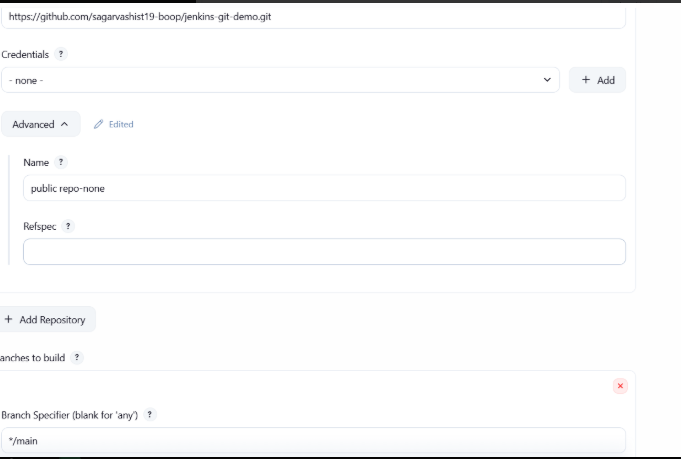 https://github.com/sagarvashist19-boop/jenkins-git-demo.git
Credentials ?
- none -
+ Add
Advanced
Edited
Name ?
public repo-none
Refspec ?
+ Add Repository
anches to build ?
Branch Specifier (blank for 'any') ?
*/main